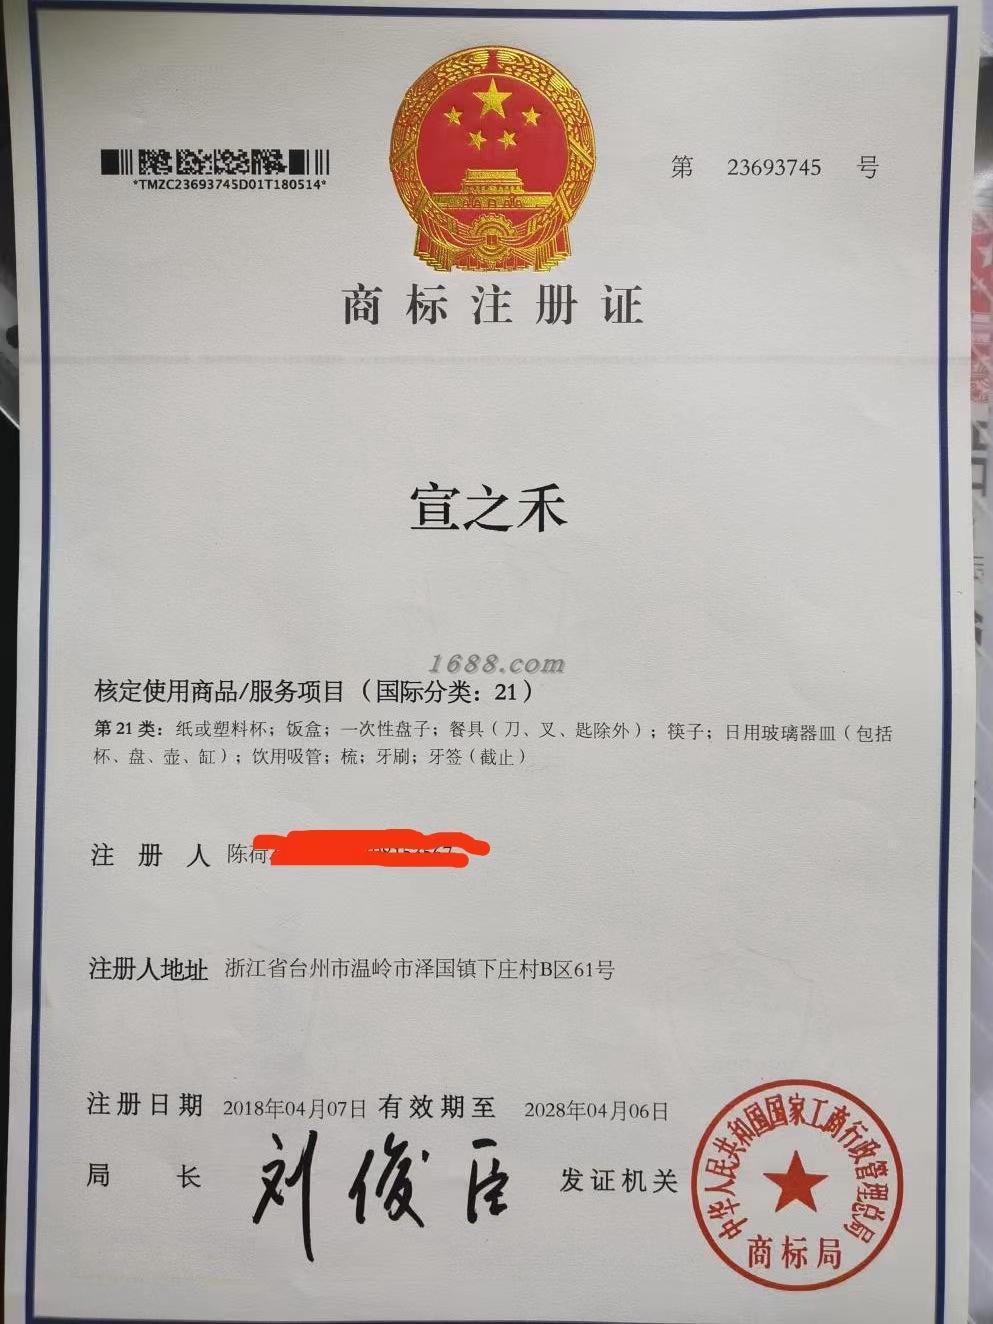 *TMZC23693745D01T180514*
第 23693745 号
商标注册证
宣之禾
1688.com
核定使用商品/服务项目（国际分类：21）
第 21 类：纸或塑料杯；饭盒；一次性盘子；餐具（刀、叉、匙除外）；筷子；日用玻璃器皿（包括
杯、盘、壶、缸）；饮用吸管；梳；牙刷；牙签（截止）
注册人 陈荷
注册人地址 浙江省台州市温岭市泽国镇下庄村B区61号
注册日期 2018年04月07日 有效期至 2028年04月06日
局长 刘俊臣 发证机关
中华人民共和国国家工商行政管理总局
商标局